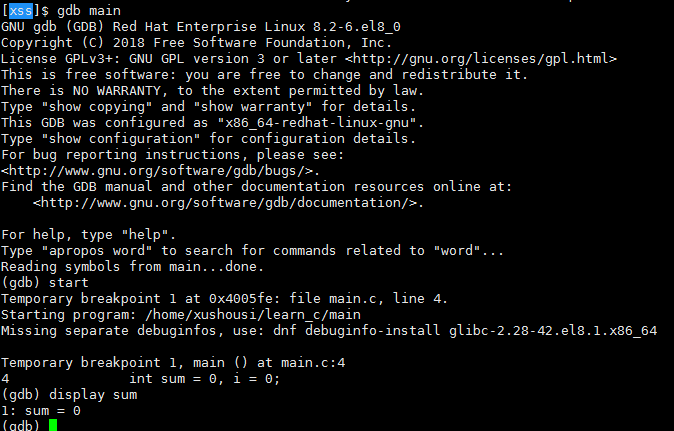 [xss]$ gdb main
GNU gdb (GDB) Red Hat Enterprise Linux 8.2-6.el8_0
Copyright (C) 2018 Free Software Foundation, Inc.
License GPLv3+: GNU GPL version 3 or later <http://gnu.org/licenses/gpl.html>
This is free software: you are free to change and redistribute it.
There is NO WARRANTY, to the extent permitted by law.
Type "show copying" and "show warranty" for details.
This GDB was configured as "x86_64-redhat-linux-gnu".
Type "show configuration" for configuration details.
For bug reporting instructions, please see:
<http://www.gnu.org/software/gdb/bugs/>.
Find the GDB manual and other documentation resources online at:
    <http://www.gnu.org/software/gdb/documentation/>.

For help, type "help".
Type "apropos word" to search for commands related to "word"...
Reading symbols from main...done.
(gdb) start
Temporary breakpoint 1 at 0x4005fe: file main.c, line 4.
Starting program: /home/xushousi/learn_c/main
Missing separate debuginfos, use: dnf debuginfo-install glibc-2.28-42.el8.1.x86_64

Temporary breakpoint 1, main () at main.c:4
4               int sum = 0, i = 0;
(gdb) display sum
1: sum = 0
(gdb)